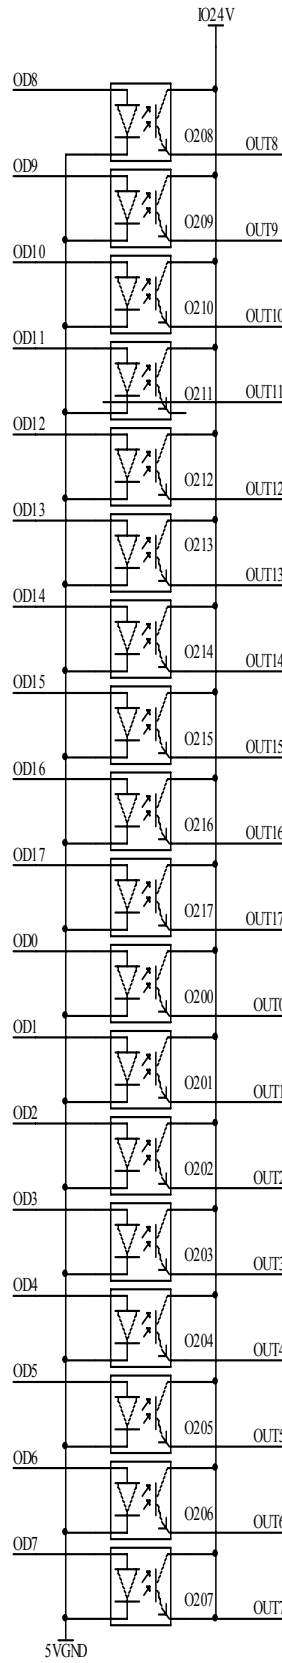 IO24V
OD8
O208
OUT8
OD9
O209
OUT9
OD10
O210
OUT10
OD11
O211
OUT11
OD12
O212
OUT12
OD13
O213
OUT13
OD14
O214
OUT14
OD15
O215
OUT15
OD16
O216
OUT16
OD17
O217
OUT17
OD0
O200
OUT0
OD1
O201
OUT1
OD2
O202
OUT2
OD3
O203
OUT3
OD4
O204
OUT4
OD5
O205
OUT5
OD6
O206
OUT6
OD7
O207
OUT7
5VGND